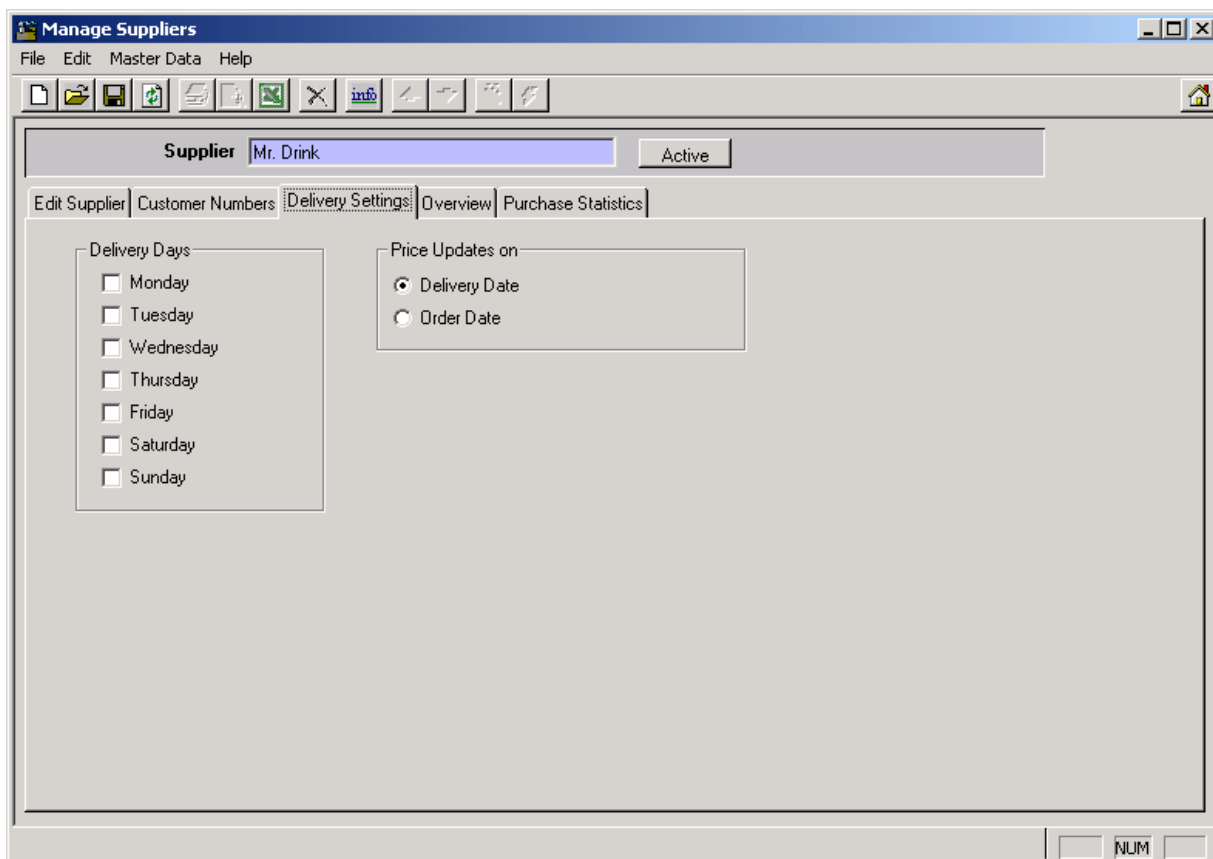 Manage Suppliers
File Edit Master Data Help
info
Supplier Mr. Drink Active
Edit Supplier Customer Numbers Delivery Settings Overview Purchase Statistics
Delivery Days Price Updates on
Monday Delivery Date
Tuesday Order Date
Wednesday
Thursday
Friday
Saturday
Sunday
NUM